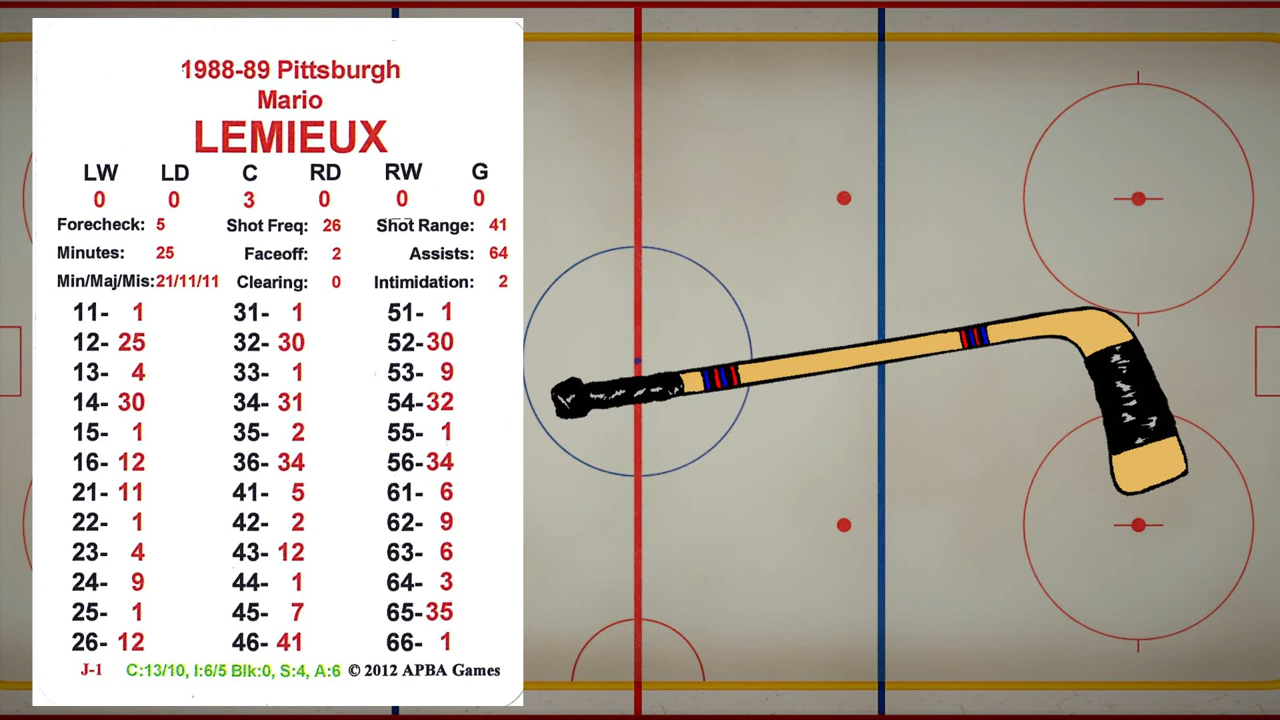 1988-89 Pittsburgh
Mario
LEMIEUX
LW LD C RD RW G
0 0 3 0 0 0
Forecheck: 5 Shot Freq: 26 Shot Range: 41
Minutes: 25 Faceoff: 2 Assists: 64
Min/Maj/Mis:21/11/11 Clearing: 0 Intimidation: 2
11- 1 31- 1 51- 1
12- 25 32- 30 52- 30
13- 4 33- 1 53- 9
14- 30 34- 31 54- 32
15- 1 35- 2 55- 1
16- 12 36- 34 56- 34
21- 11 41- 5 61- 6
22- 1 42- 2 62- 9
23- 4 43- 12 63- 6
24- 9 44- 1 64- 3
25- 1 45- 7 65- 35
26- 12 46- 41 66- 1
J-1 C:13/10, I:6/5 Blk:0, S:4, A:6 © 2012 APBA Games